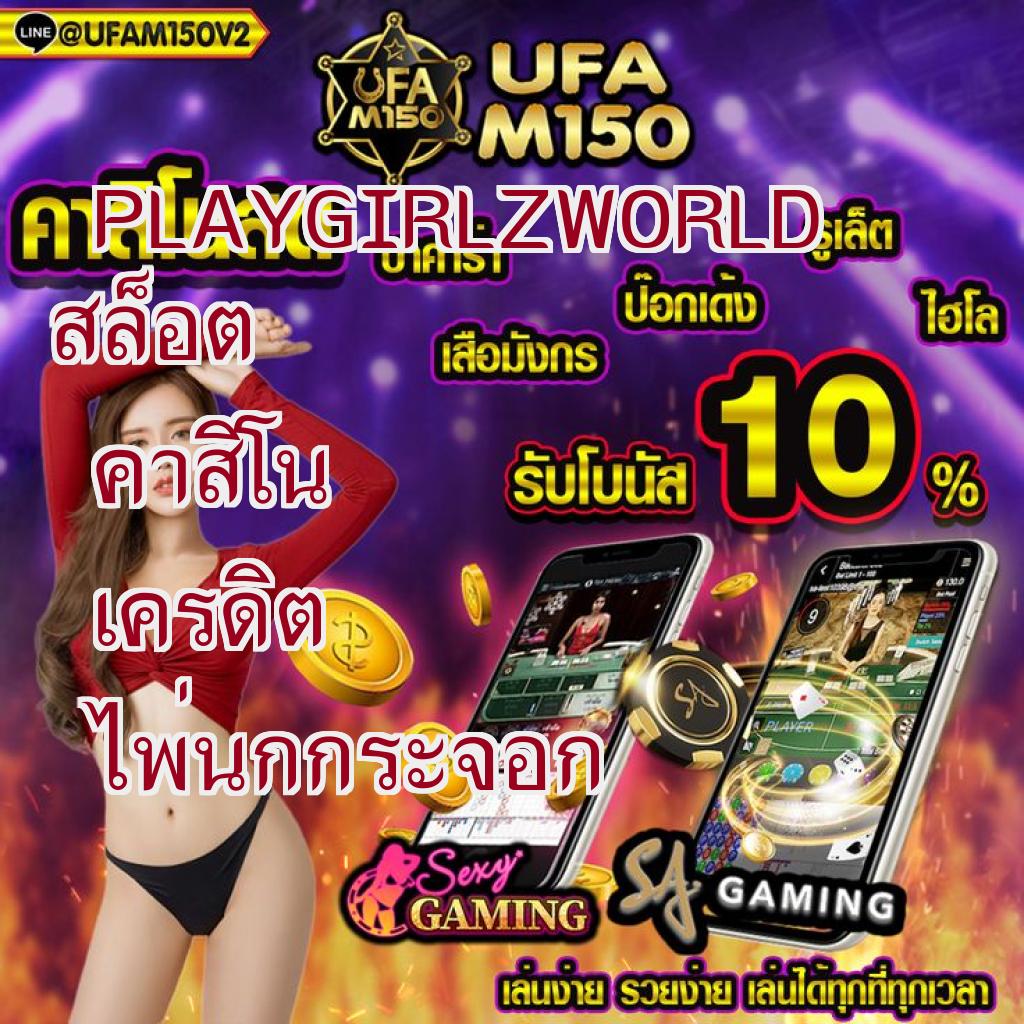 LINE @UFAM150V2
UFA
M150
UFA
M150
PLAYGIRLZWORLD
รูเล็ต
ป๊อกเด้ง
ไฮโล
เสือมังกร
สล็อต
คาสิโน
เครดิต
ไพ่นกกระจอก
รับโบนัส 10 %
9
PLAYER
SA
Sexy
GAMING
SA GAMING
เล่นง่าย รวยง่าย เล่นได้ทุกที่ทุกเวลา